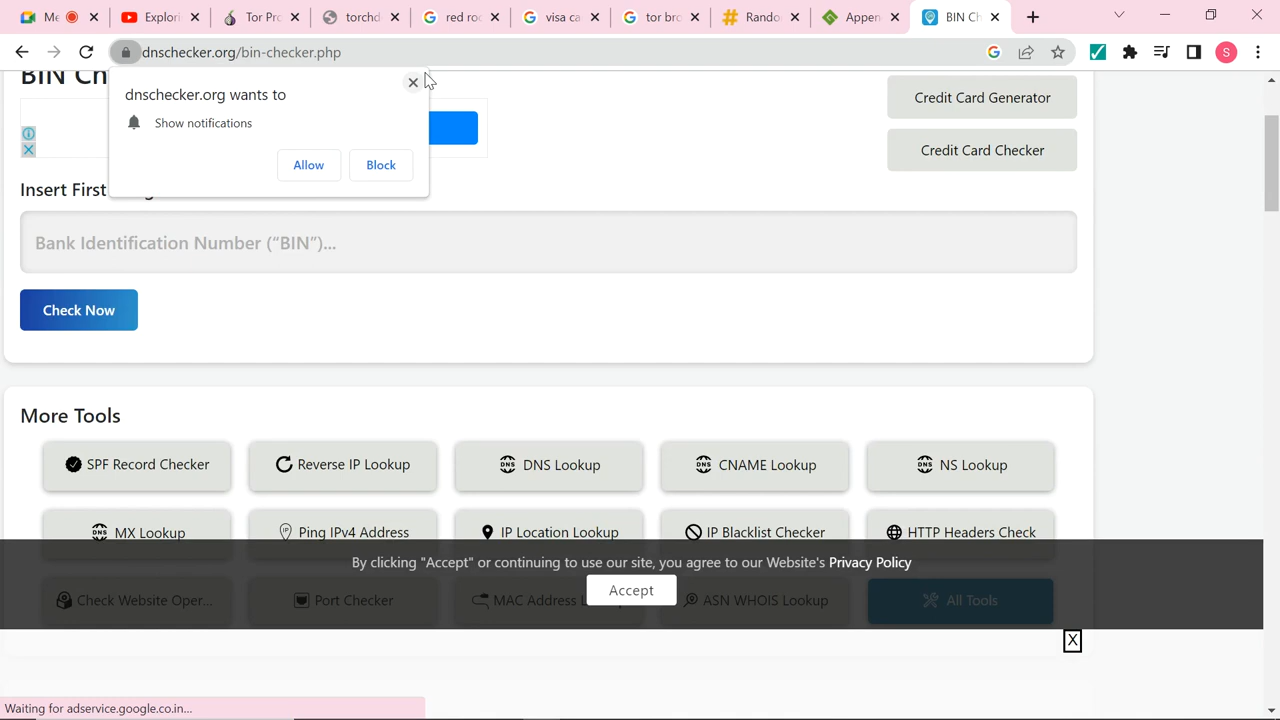 Me
Explori
Tor Pro
torchd
red roo
visa ca
tor bro
Rando
Appen
BIN Ch
dnschecker.org/bin-checker.php
S
BIN Ch
dnschecker.org wants to
Show notifications
Allow
Block
Credit Card Generator
Credit Card Checker
Insert First
Bank Identification Number ("BIN")...
Check Now
More Tools
SPF Record Checker
Reverse IP Lookup
DNS Lookup
CNAME Lookup
NS Lookup
MX Lookup
Ping IPv4 Address
IP Location Lookup
IP Blacklist Checker
HTTP Headers Check
By clicking "Accept" or continuing to use our site, you agree to our Website's Privacy Policy
Accept
Check Website Oper...
Port Checker
MAC Address
ASN WHOIS Lookup
All Tools
X
Waiting for adservice.google.co.in...